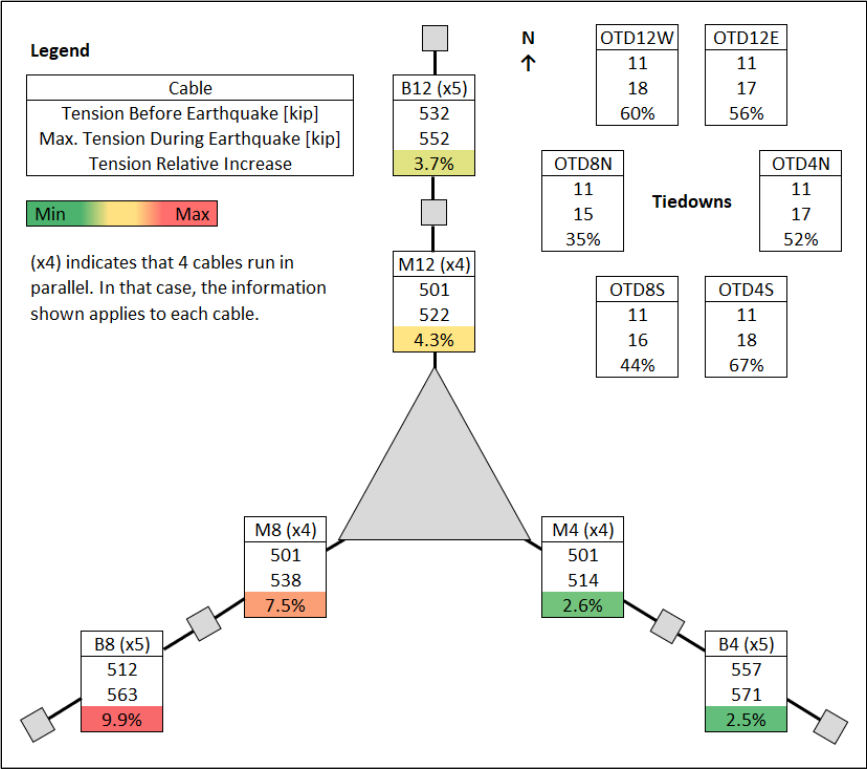 Legend
Cable
Tension Before Earthquake [kip]
Max. Tension During Earthquake [kip]
Tension Relative Increase
Min
Max
(x4) indicates that 4 cables run in
parallel. In that case, the information
shown applies to each cable.
B12 (x5)
532
552
3.7%
M12 (x4)
501
522
4.3%
N
↑
OTD12W
11
18
60%
OTD12E
11
17
56%
OTD8N
11
15
35%
Tiedowns
OTD4N
11
17
52%
OTD8S
11
16
44%
OTD4S
11
18
67%
M8 (x4)
501
538
7.5%
M4 (x4)
501
514
2.6%
B8 (x5)
512
563
9.9%
B4 (x5)
557
571
2.5%